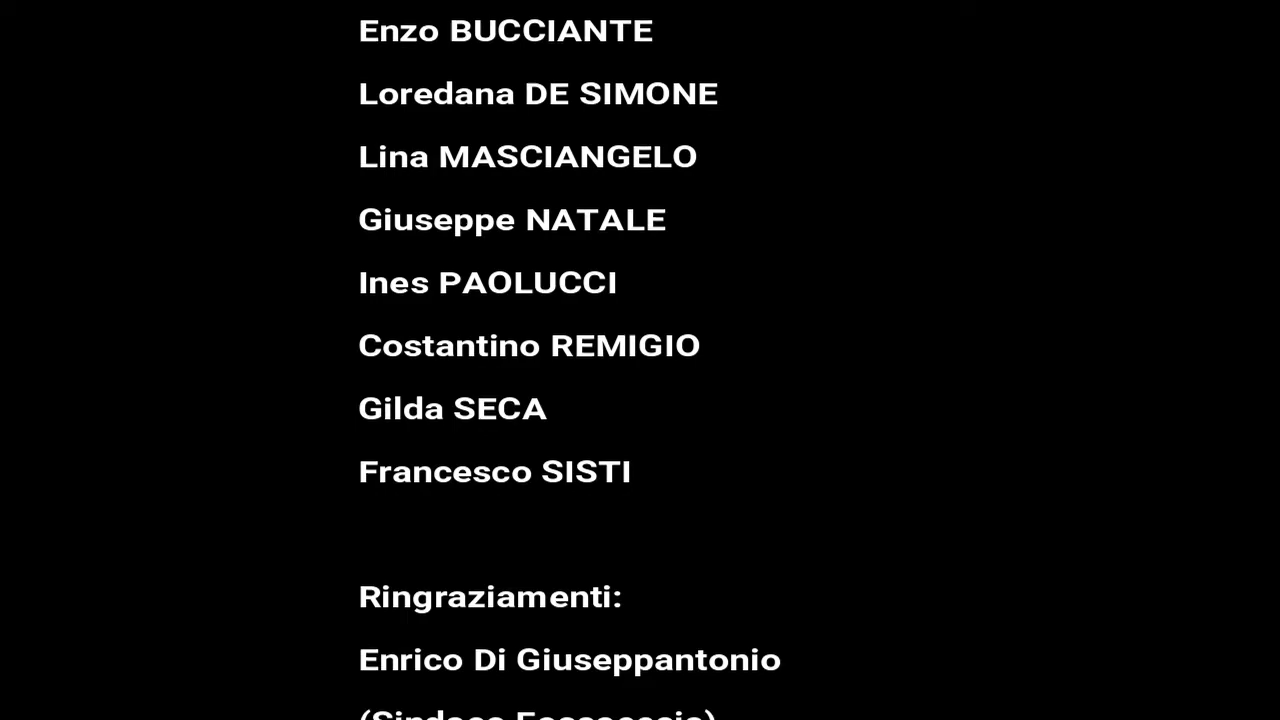 Enzo BUCCIANTE
Loredana DE SIMONE
Lina MASCIANGELO
Giuseppe NATALE
Ines PAOLUCCI
Costantino REMIGIO
Gilda SECA
Francesco SISTI
Ringraziamenti:
Enrico Di Giuseppantonio
(Sindaco